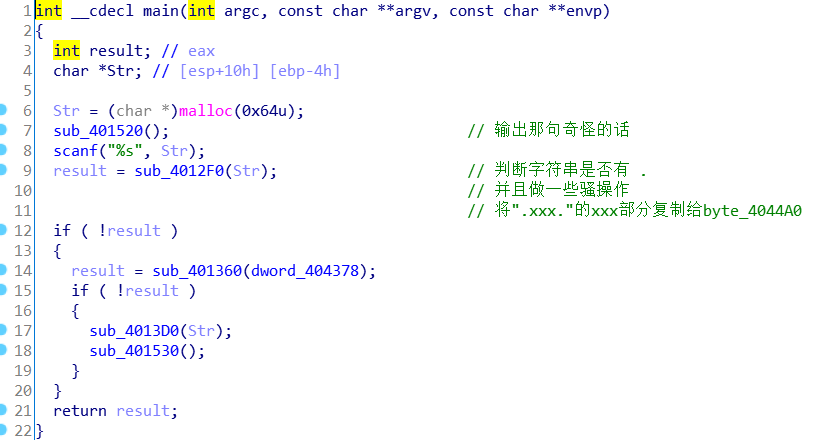 1 int __cdecl main(int argc, const char **argv, const char **envp)
2 {
3   int result; // eax
4   char *Str; // [esp+10h] [ebp-4h]
5
6   Str = (char *)malloc(0x64u);
7   sub_401520();                                 // 输出那句奇怪的话
8   scanf("%s", Str);
9   result = sub_4012F0(Str);                     // 判断字符串是否有 .
10                                                // 并且做一些骚操作
11                                                // 将".xxx."的xxx部分复制给byte_4044A0
12   if ( !result )
13   {
14     result = sub_401360(dword_404378);
15     if ( !result )
16     {
17       sub_4013D0(Str);
18       sub_401530();
19     }
20   }
21   return result;
22 }